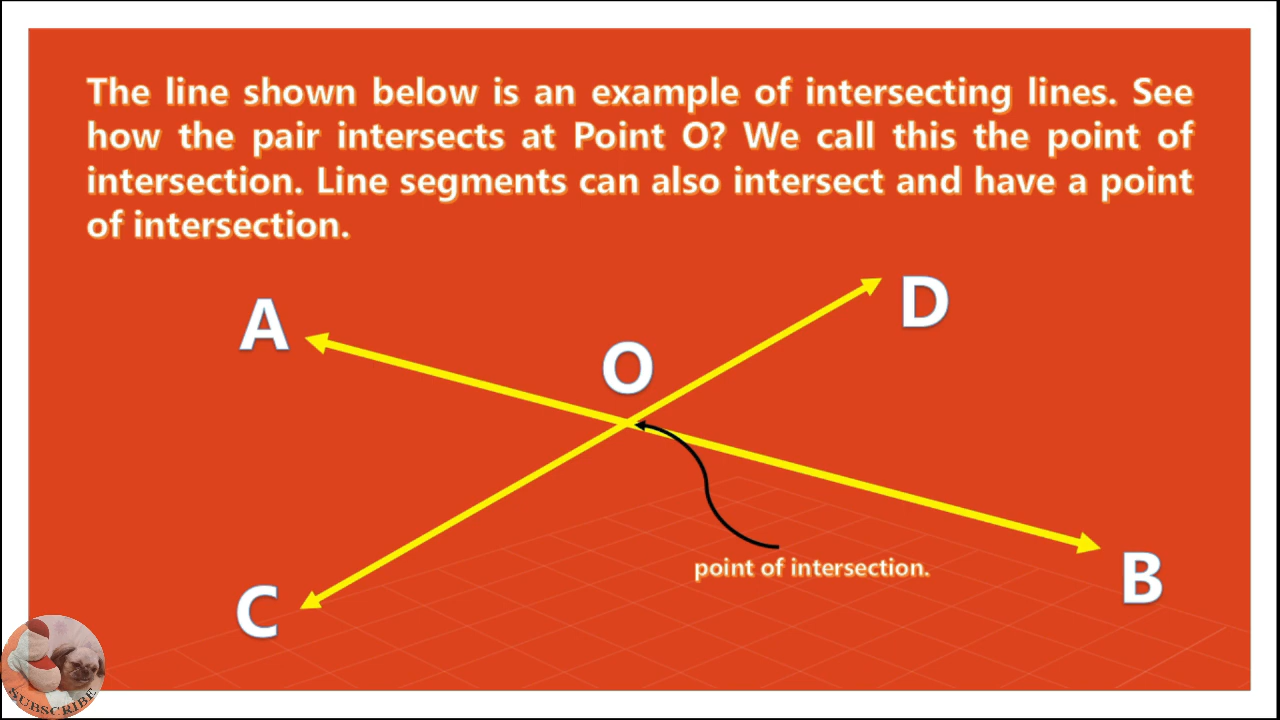 The line shown below is an example of intersecting lines. See
how the pair intersects at Point O? We call this the point of
intersection. Line segments can also intersect and have a point
of intersection.
D
A
O
point of intersection.
B
C
SUBSCRIBE